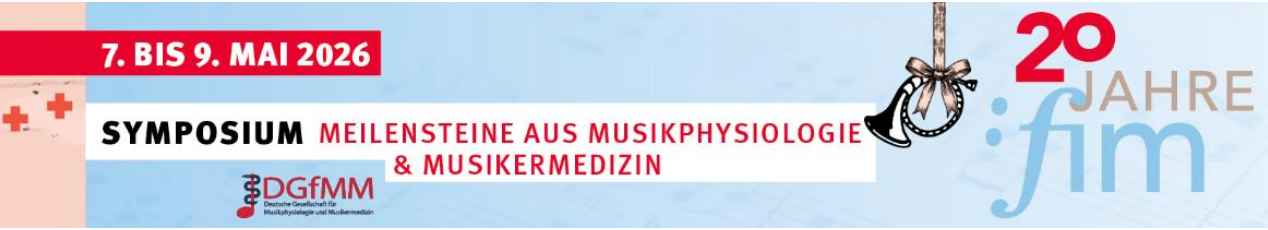 7. BIS 9. MAI 2026
SYMPOSIUM MEILENSTEINE AUS MUSIKPHYSIOLOGIE
& MUSIKERMEDIZIN
DGfMM
Deutsche Gesellschaft für
Musikphysiologie und Musikermedizin
20
JAHRE
:fim